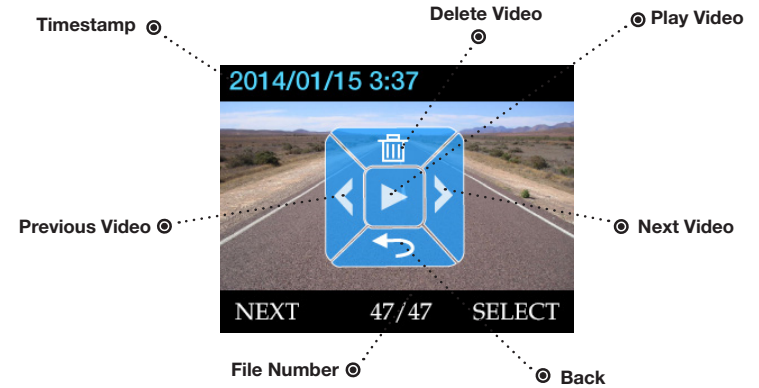 Delete Video
Timestamp
Play Video
2014/01/15 3:37
Previous Video
Next Video
NEXT 47/47 SELECT
File Number
Back